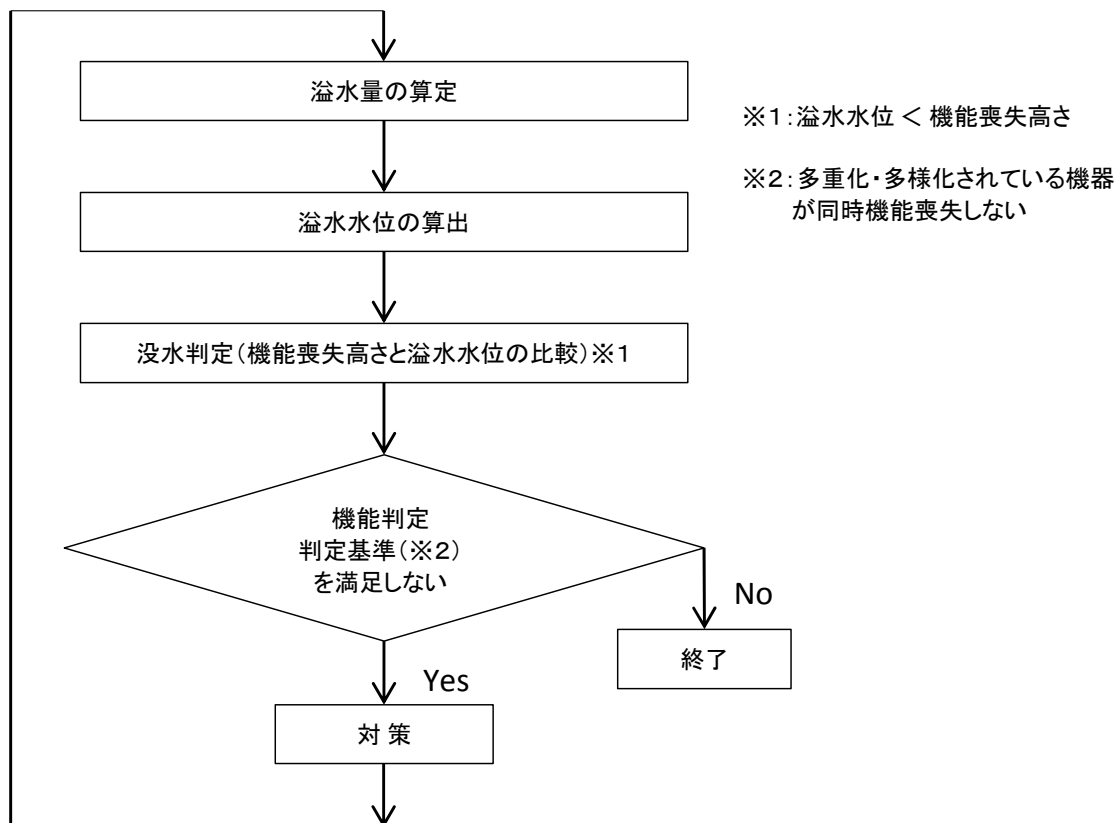 溢水量の算定
※1:溢水水位 < 機能喪失高さ
※2:多重化・多様化されている機器
が同時機能喪失しない
溢水水位の算出
没水判定(機能喪失高さと溢水水位の比較)※1
機能判定
判定基準(※2)
を満足しない
No
終了
Yes
対 策